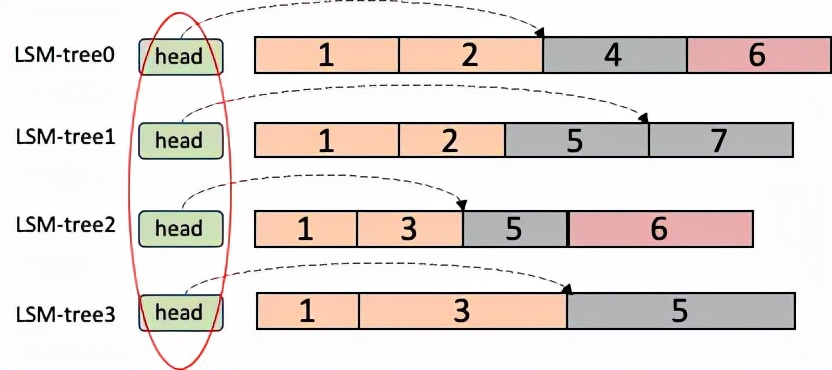 LSM-tree0 head 1 2 4 6
LSM-tree1 head 1 2 5 7
LSM-tree2 head 1 3 5 6
LSM-tree3 head 1 3 5